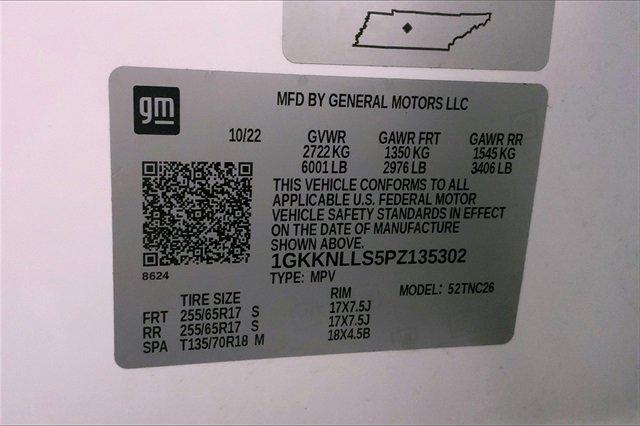 gm
MFD BY GENERAL MOTORS LLC
10/22 GVWR GAWR FRT GAWR RR
2722 KG 1350 KG 1545 KG
6001 LB 2976 LB 3406 LB
THIS VEHICLE CONFORMS TO ALL
APPLICABLE U.S. FEDERAL MOTOR
VEHICLE SAFETY STANDARDS IN EFFECT
ON THE DATE OF MANUFACTURE
SHOWN ABOVE.
1GKKNLLS5PZ135302
8624
TYPE: MPV
MODEL: 52TNC26
TIRE SIZE RIM
FRT 255/65R17 S 17X7.5J
RR 255/65R17 S 17X7.5J
SPA T135/70R18 M 18X4.5B